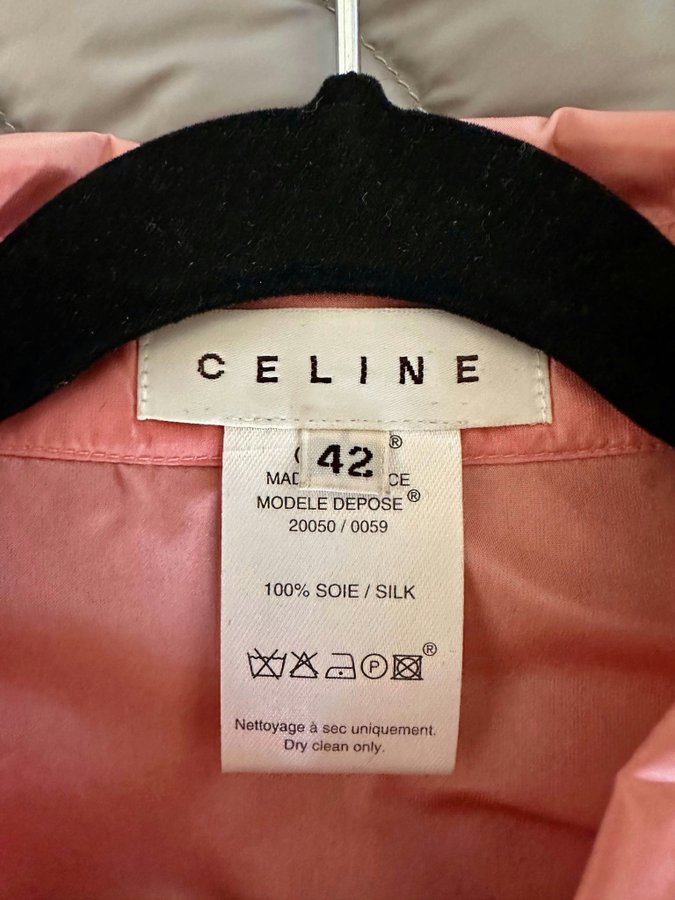 CELINE
42
®
MODELE DEPOSE ®
20050 / 0059
100% SOIE / SILK
P ®
Nettoyage à sec uniquement.
Dry clean only.